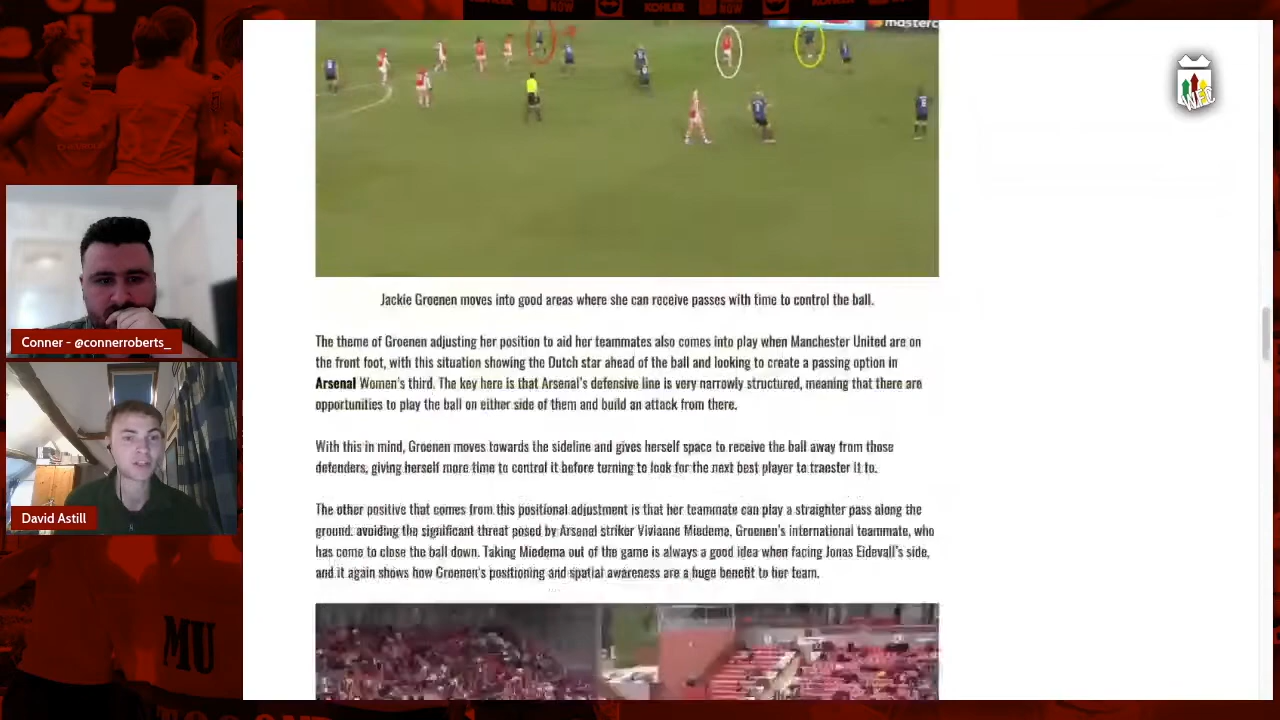 KOHLER
KOHLER
masterc
WFC
Jackie Groenen moves into good areas where she can receive passes with time to control the ball.
The theme of Groenen adjusting her position to aid her teammates also comes into play when Manchester United are on
the front foot, with this situation showing the Dutch star ahead of the ball and looking to create a passing option in
Arsenal Women's third. The key here is that Arsenal's defensive line is very narrowly structured, meaning that there are
opportunities to play the ball on either side of them and build an attack from there.
With this in mind, Groenen moves towards the sideline and gives herself space to receive the ball away from those
defenders, giving herself more time to control it before turning to look for the next best player to transfer it to.
The other positive that comes from this positional adjustment is that her teammate can play a straighter pass along the
ground, avoiding the significant threat posed by Arsenal striker Vivianne Miedema, Groenen's international teammate, who
has come to close the ball down. Taking Miedema out of the game is always a good idea when facing Jonas Eidevall's side,
and it again shows how Groenen's positioning and spatial awareness are a huge benefit to her team.
Conner - @connerroberts_
David Astill
MU